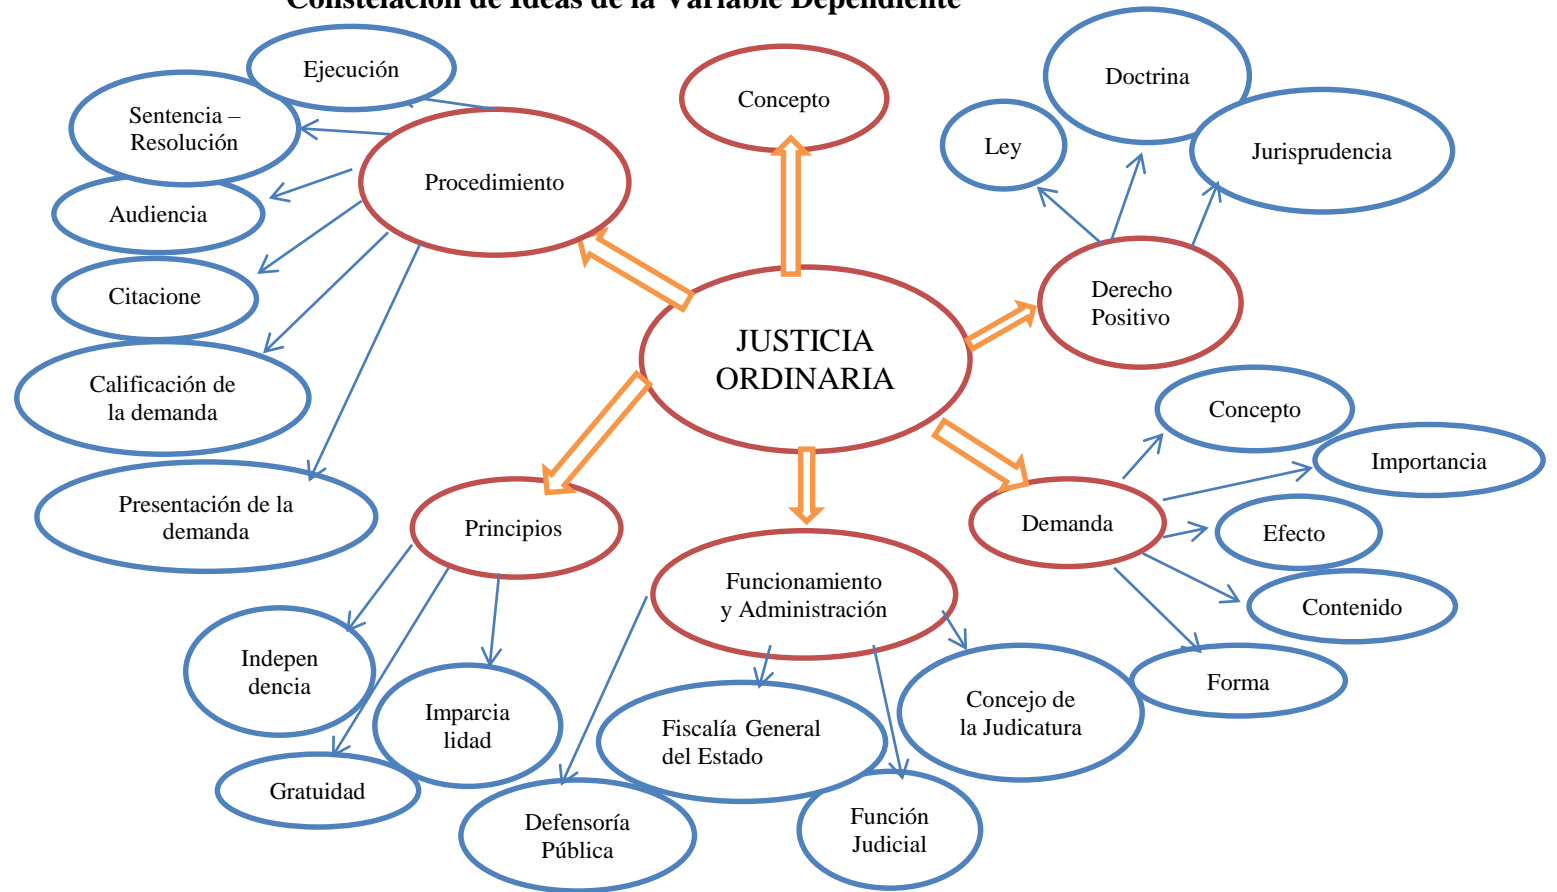 Constelación de Ideas de la Variable Dependiente
Ejecución
Concepto
Doctrina
Sentencia –
Resolución
Ley
Jurisprudencia
Procedimiento
Audiencia
Citacione
Derecho
Positivo
JUSTICIA
ORDINARIA
Calificación de
la demanda
Concepto
Importancia
Presentación de la
demanda
Principios
Demanda
Efecto
Funcionamiento
y Administración
Contenido
Indepen
dencia
Forma
Imparcia
lidad
Fiscalía General
del Estado
Concejo de
la Judicatura
Gratuidad
Defensoría
Pública
Función
Judicial